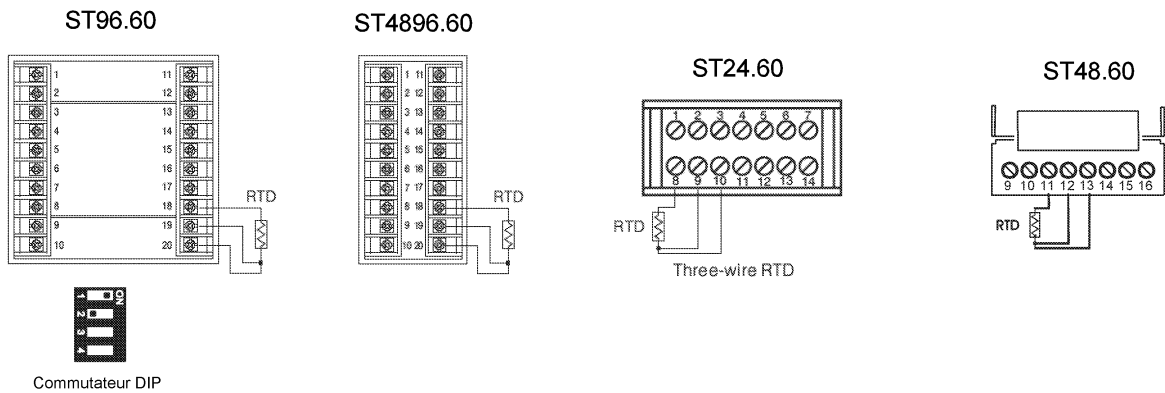 ST96.60
ST4896.60
ST24.60
ST48.60
1 11
2 12
3 13
4 14
5 15
6 16
7 17
8 18
9 19
10 20
RTD
1 11
2 12
3 13
4 14
5 15
6 16
7 17
8 18
9 19
10 20
RTD
1 2 3 4 5 6 7
8 9 10 11 12 13 14
RTD
Three-wire RTD
9 10 11 12 13 14 15 16
RTD
ON
1
2
3
4
Commutateur DIP